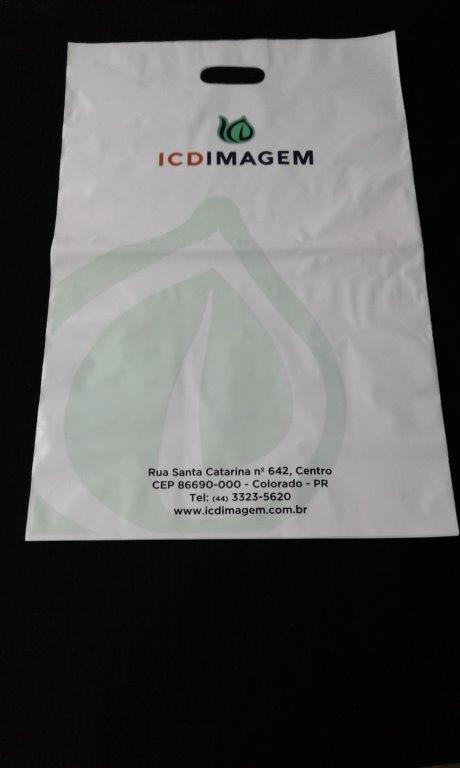 ICDIMAGEM
Rua Santa Catarina nº 642, Centro
CEP 86690-000 - Colorado - PR
Tel: (44) 3323-5620
www.icdimagem.com.br